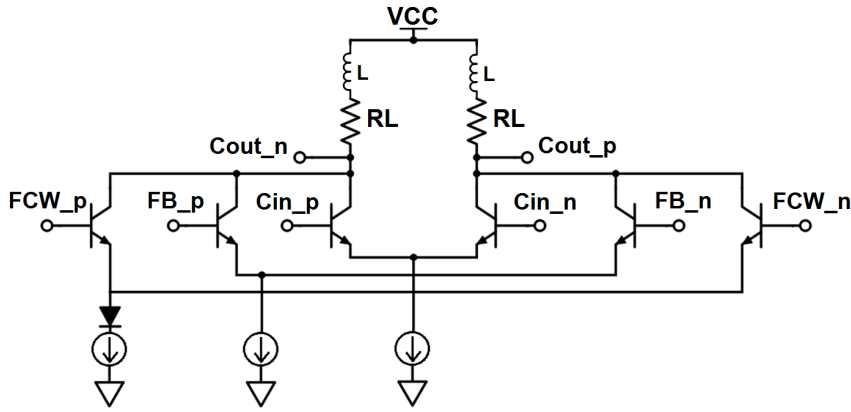 VCC
L
L
RL
RL
Cout_n
Cout_p
FCW_p
FB_p
Cin_p
Cin_n
FB_n
FCW_n